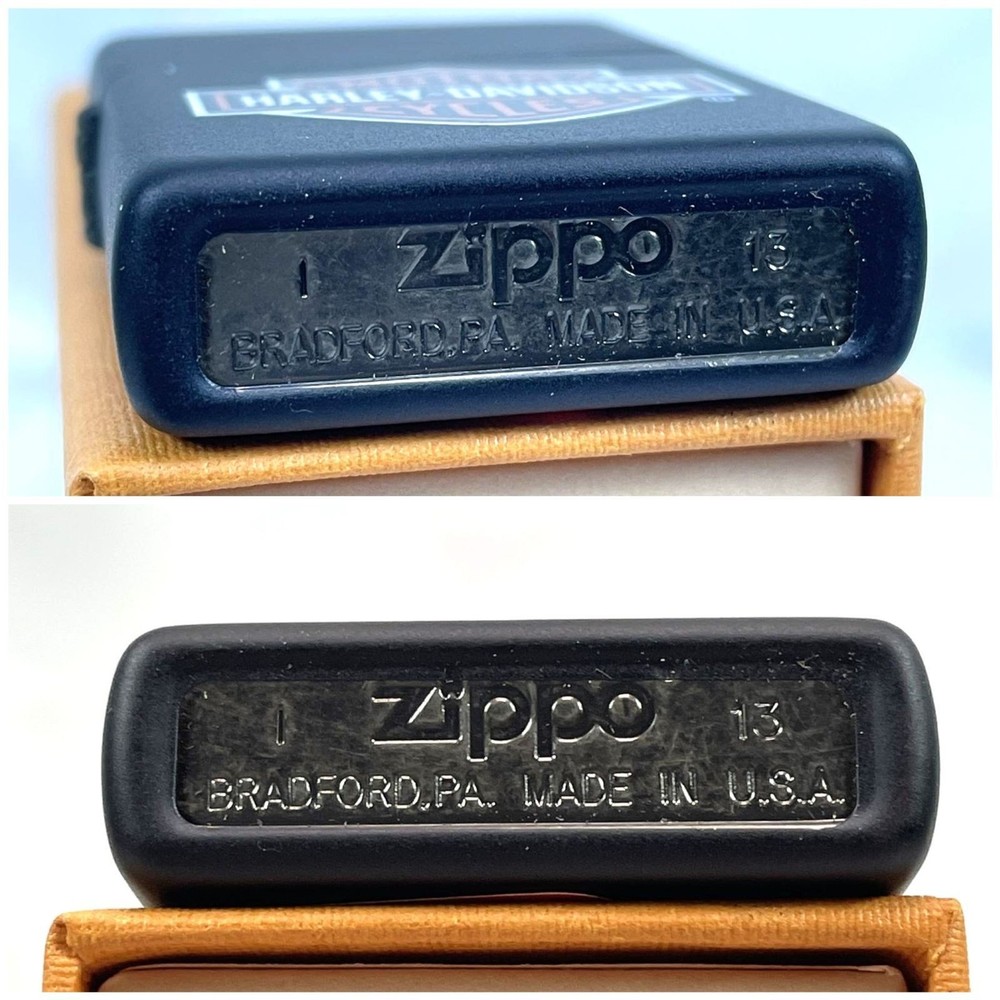 HARLEY-DAVIDSON
CYCLES
I zippo 13
BRADFORD,PA. MADE IN U.S.A.
I zippo 13
BRADFORD,PA. MADE IN U.S.A.